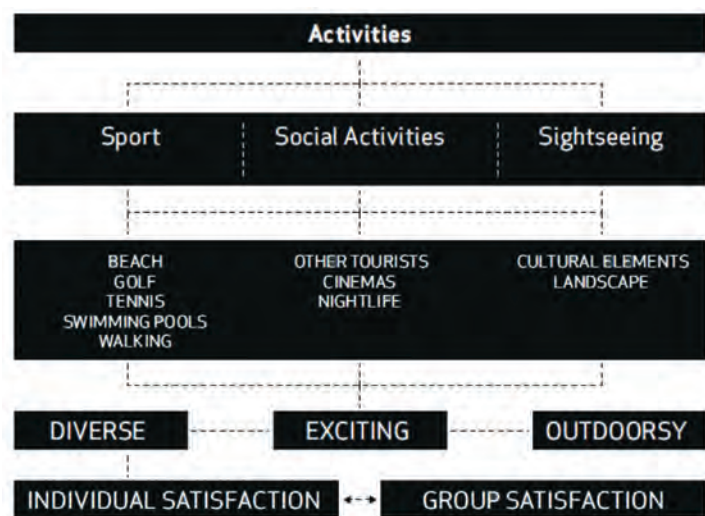 Activities
Sport
Social Activities
Sightseeing
BEACH
GOLF
TENNIS
SWIMMING POOLS
WALKING
OTHER TOURISTS
CINEMAS
NIGHTLIFE
CULTURAL ELEMENTS
LANDSCAPE
DIVERSE
EXCITING
OUTDOORSY
INDIVIDUAL SATISFACTION
GROUP SATISFACTION